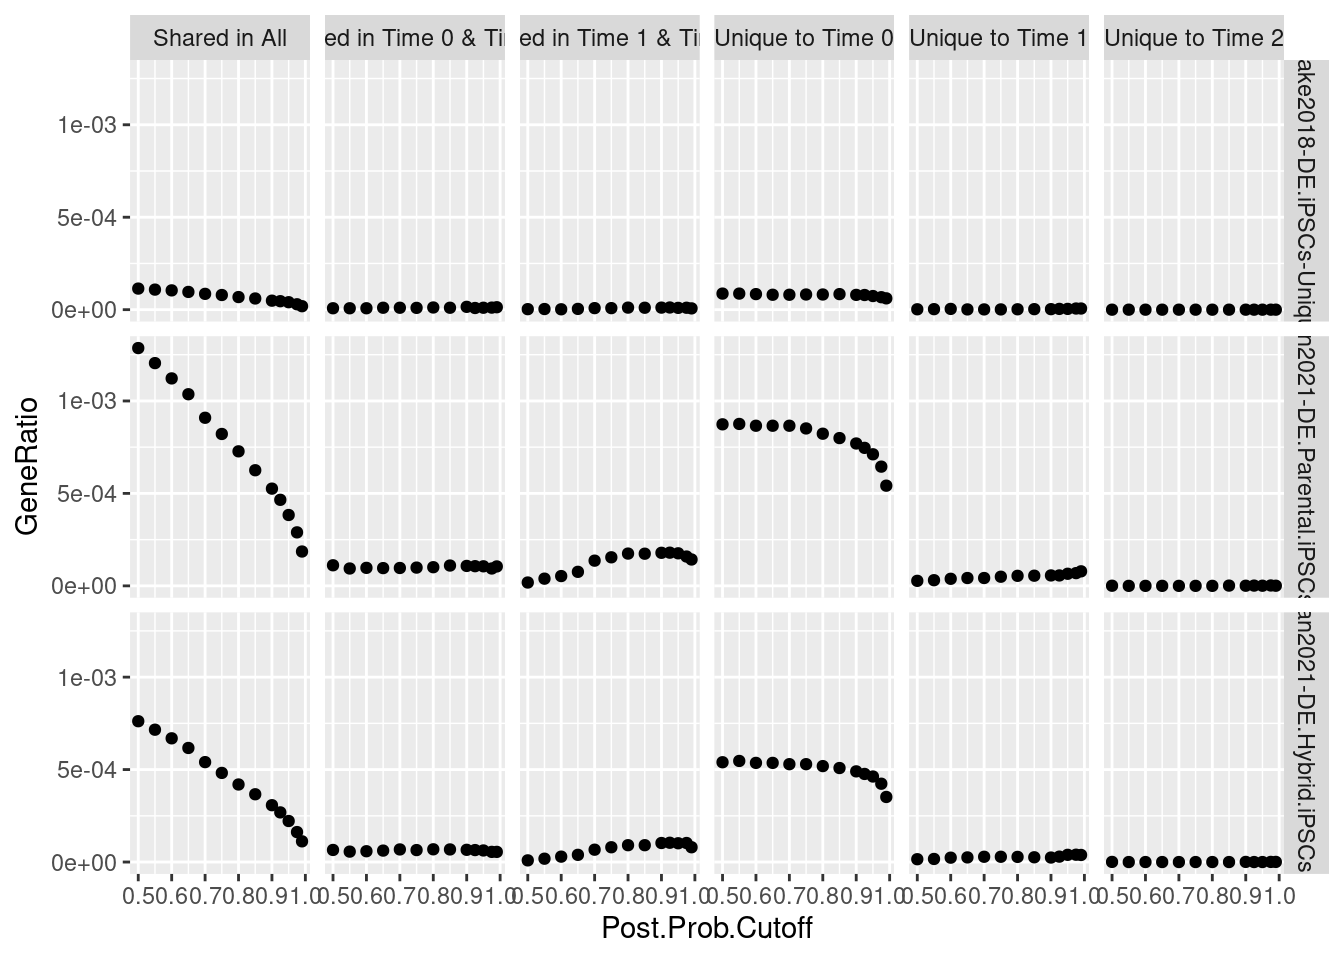 Shared in All
ed in Time 0 & Ti
ed in Time 1 & Ti
Unique to Time 0
Unique to Time 1
Unique to Time 2
1e-03
5e-04
0e+00
ake2018-DE.iPSCs-Uniqu
1e-03
5e-04
0e+00
n2021-DE.Parental.iPSCs
1e-03
5e-04
0e+00
an2021-DE.Hybrid.iPSCs
GeneRatio
0.50.60.70.80.91.0
0.50.60.70.80.91.0
0.50.60.70.80.91.0
0.50.60.70.80.91.0
0.50.60.70.80.91.0
0.50.60.70.80.91.0
Post.Prob.Cutoff